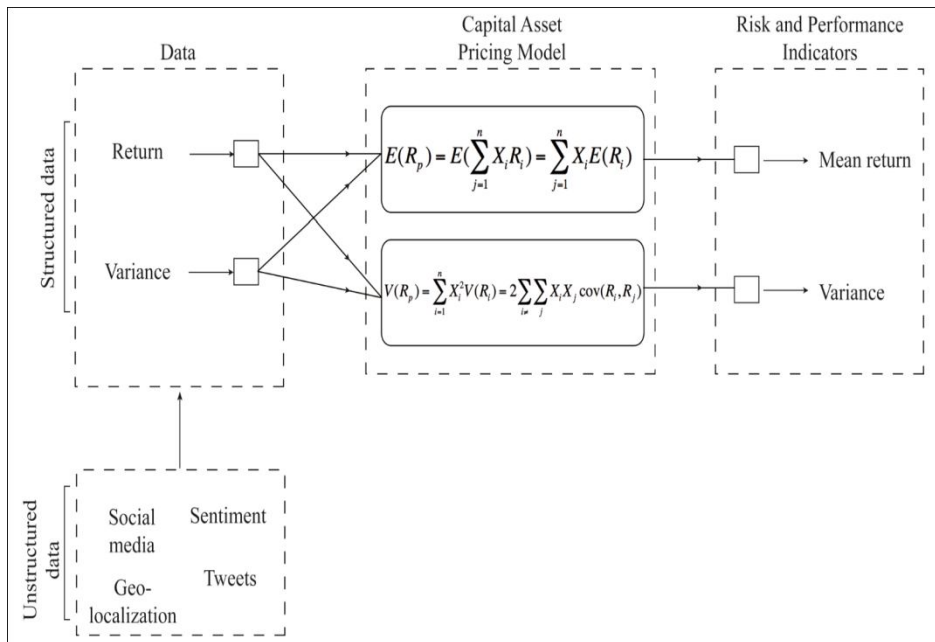 Data
Capital Asset
Pricing Model
Risk and Performance
Indicators
Structured data
Return
Variance
E(R_p) = E(∑_{j=1}^{n} X_i R_i) = ∑_{j=1}^{n} X_i E(R_i)
V(R_p) = ∑_{i=1}^{n} X_i^2 V(R_i) = 2 ∑_{i≠} ∑_{j} X_i X_j cov(R_i, R_j)
Mean return
Variance
Unstructured
data
Social
media
Sentiment
Geo-
localization
Tweets